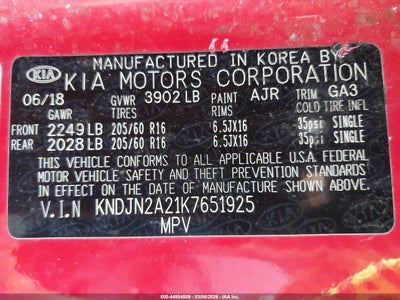 MANUFACTURED IN KOREA BY
KIA KIA MOTORS CORPORATION
06/18 GVWR 3902 LB PAINT AJR TRIM GA3
GAWR TIRES RIMS COLD TIRE INFL
FRONT 2249 LB 205/60 R16 6.5JX16 35psi SINGLE
REAR 2028 LB 205/60 R16 6.5JX16 35psi SINGLE
THIS VEHICLE CONFORMS TO ALL APPLICABLE U.S.A FEDERAL
MOTOR VEHICLE SAFETY AND THEFT PREVENTION STANDARDS
IN EFFECT ON THE DATE OF MANUFACTURE SHOWN ABOVE.
V.I.N KNDJN2A21K7651925
MPV